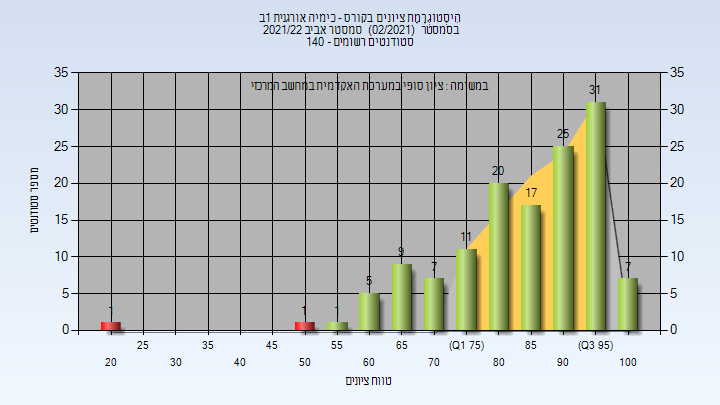 היסטוגרמת ציונים בקורס - כימיה אורגנית 1ב
בסמסטר (02/2021) סמסטר אביב 2021/22
סטודנטים רשומים - 140
במשימה : ציון סופי במערכת האקדמית במחשב המרכזי
מספר סטודנטים
35 30 25 20 15 10 5 0
1 1 1 5 9 7 11 20 17 25 31 7
35 30 25 20 15 10 5 0
25 35 45 55 65 (Q1 75) 85 (Q3 95)
20 30 40 50 60 70 80 90 100
טווח ציונים